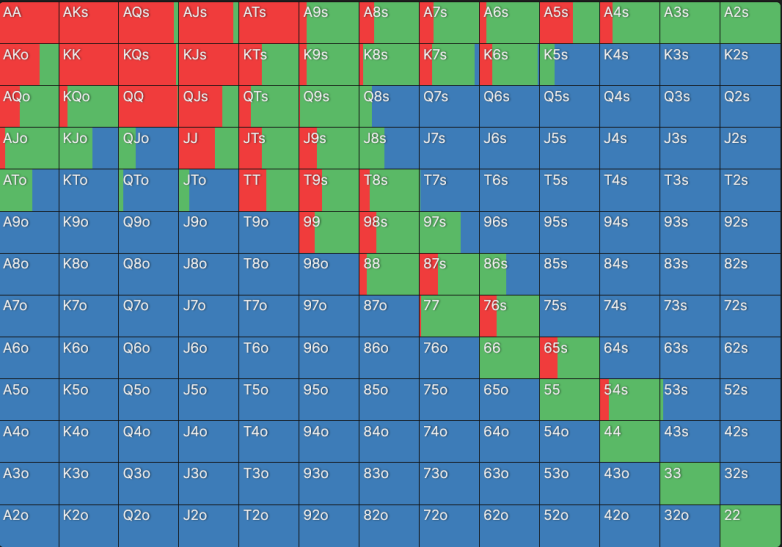 AA AKs AQs AJs ATs A9s A8s A7s A6s A5s A4s A3s A2s
AKo KK KQs KJs KTs K9s K8s K7s K6s K5s K4s K3s K2s
AQo KQo QQ QJs QTs Q9s Q8s Q7s Q6s Q5s Q4s Q3s Q2s
AJo KJo QJo JJ JTs J9s J8s J7s J6s J5s J4s J3s J2s
ATo KTo QTo JTo TT T9s T8s T7s T6s T5s T4s T3s T2s
A9o K9o Q9o J9o T9o 99 98s 97s 96s 95s 94s 93s 92s
A8o K8o Q8o J8o T8o 98o 88 87s 86s 85s 84s 83s 82s
A7o K7o Q7o J7o T7o 97o 87o 77 76s 75s 74s 73s 72s
A6o K6o Q6o J6o T6o 96o 86o 76o 66 65s 64s 63s 62s
A5o K5o Q5o J5o T5o 95o 85o 75o 65o 55 54s 53s 52s
A4o K4o Q4o J4o T4o 94o 84o 74o 64o 54o 44 43s 42s
A3o K3o Q3o J3o T3o 93o 83o 73o 63o 53o 43o 33 32s
A2o K2o Q2o J2o T2o 92o 82o 72o 62o 52o 42o 32o 22